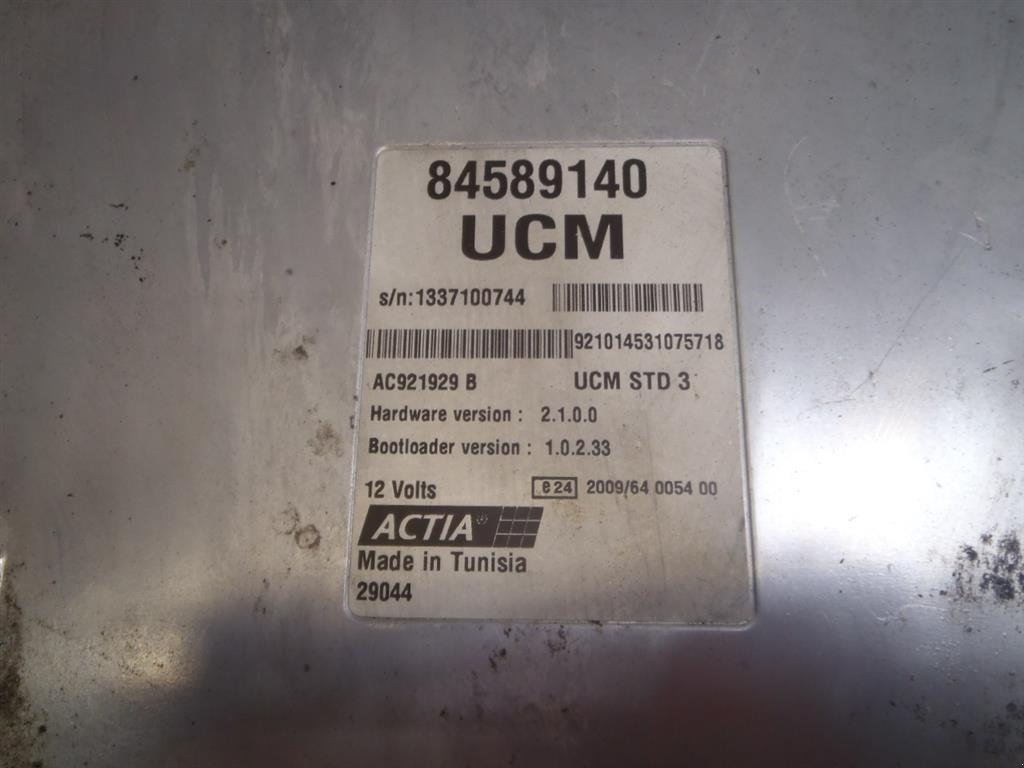 84589140
UCM
s/n:1337100744
921014531075718
AC921929 B UCM STD 3
Hardware version : 2.1.0.0
Bootloader version : 1.0.2.33
12 Volts e24 2009/64 0054 00
ACTIA®
Made in Tunisia
29044